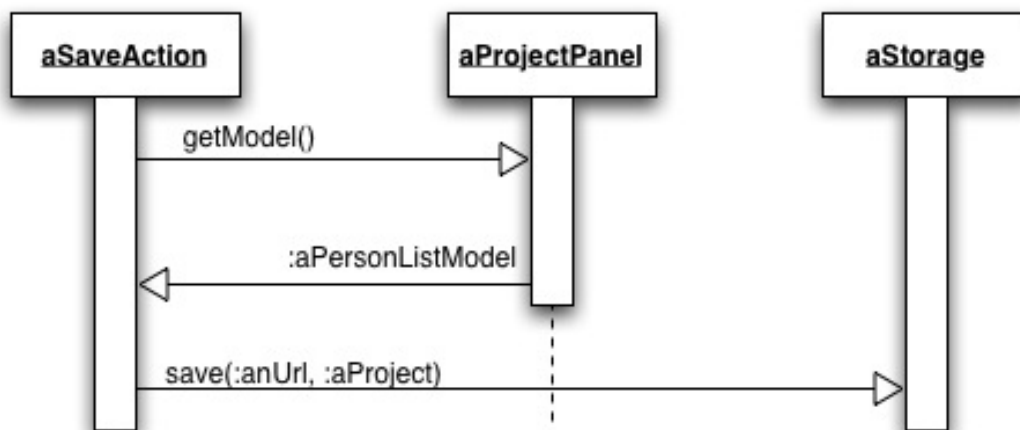 aSaveAction
aProjectPanel
aStorage
getModel()
:aPersonListModel
save(:anUrl, :aProject)